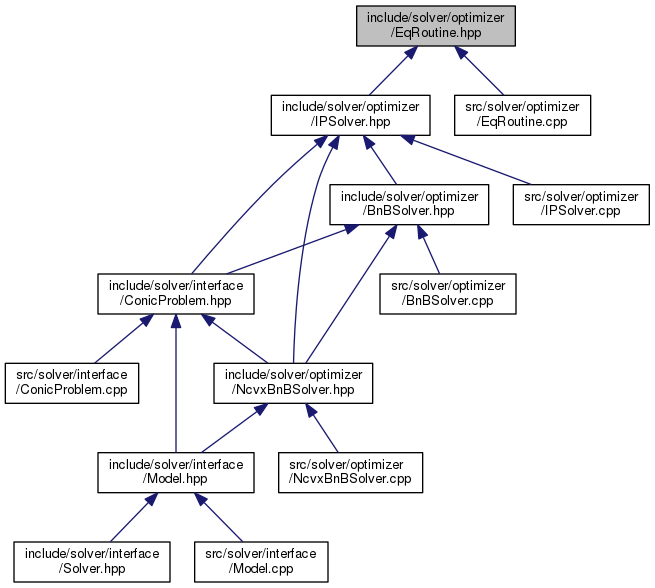 include/solver/optimizer
/EqRoutine.hpp
include/solver/optimizer
/IPSolver.hpp
src/solver/optimizer
/EqRoutine.cpp
include/solver/optimizer
/BnBSolver.hpp
src/solver/optimizer
/IPSolver.cpp
include/solver/interface
/ConicProblem.hpp
src/solver/optimizer
/BnBSolver.cpp
src/solver/interface
/ConicProblem.cpp
include/solver/optimizer
/NcvxBnBSolver.hpp
include/solver/interface
/Model.hpp
src/solver/optimizer
/NcvxBnBSolver.cpp
include/solver/interface
/Solver.hpp
src/solver/interface
/Model.cpp